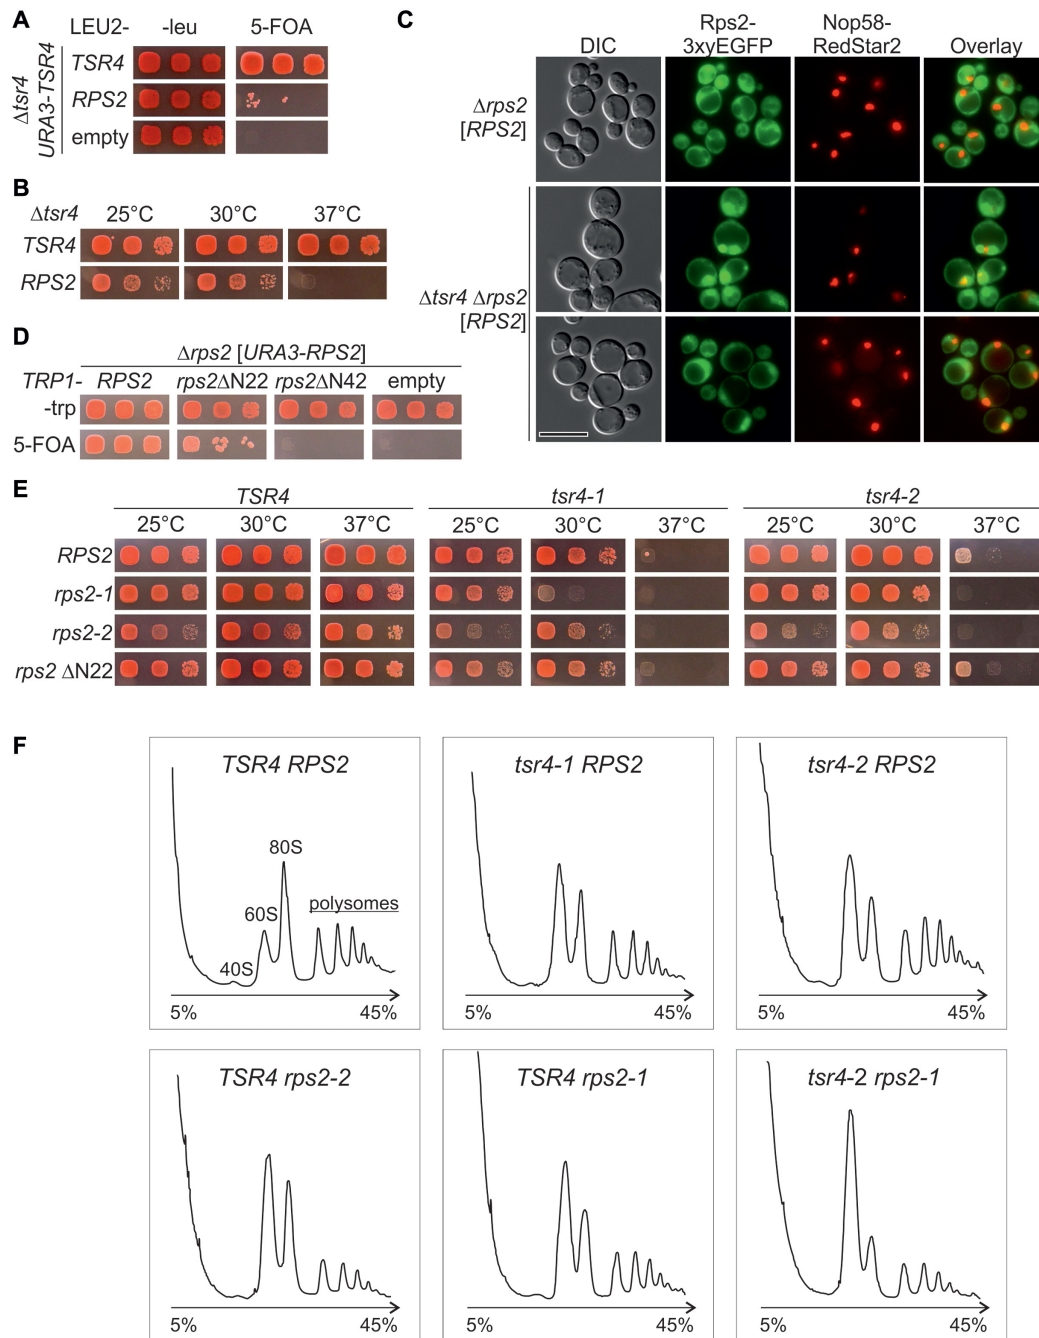 A
LEU2- -leu 5-FOA
Δtsr4
URA3-TSR4
TSR4
RPS2
empty
B
Δtsr4 25°C 30°C 37°C
TSR4
RPS2
C
DIC Rps2-3xyEGFP Nop58-RedStar2 Overlay
Δrps2
[RPS2]
Δtsr4 Δrps2
[RPS2]
D
Δrps2 [URA3-RPS2]
TRP1- RPS2 rps2ΔN22 rps2ΔN42 empty
-trp
5-FOA
E
TSR4 tsr4-1 tsr4-2
25°C 30°C 37°C 25°C 30°C 37°C 25°C 30°C 37°C
RPS2
rps2-1
rps2-2
rps2 ΔN22
F
TSR4 RPS2
40S
60S
80S
polysomes
5% 45%
tsr4-1 RPS2
5% 45%
tsr4-2 RPS2
5% 45%
TSR4 rps2-2
5% 45%
TSR4 rps2-1
5% 45%
tsr4-2 rps2-1
5% 45%